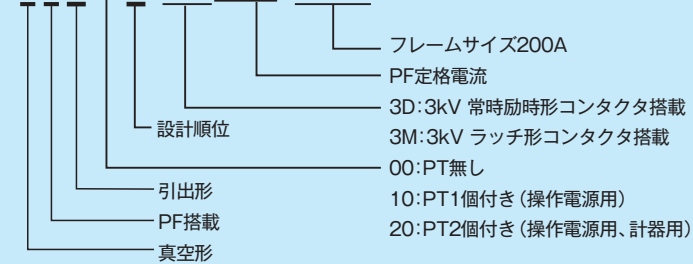 フレームサイズ200A
PF定格電流
3D:3kV 常時励時形コンタクタ搭載
3M:3kV ラッチ形コンタクタ搭載
設計順位
00:PT無し
引出形
10:PT1個付き(操作電源用)
PF搭載
20:PT2個付き(操作電源用、計器用)
真空形